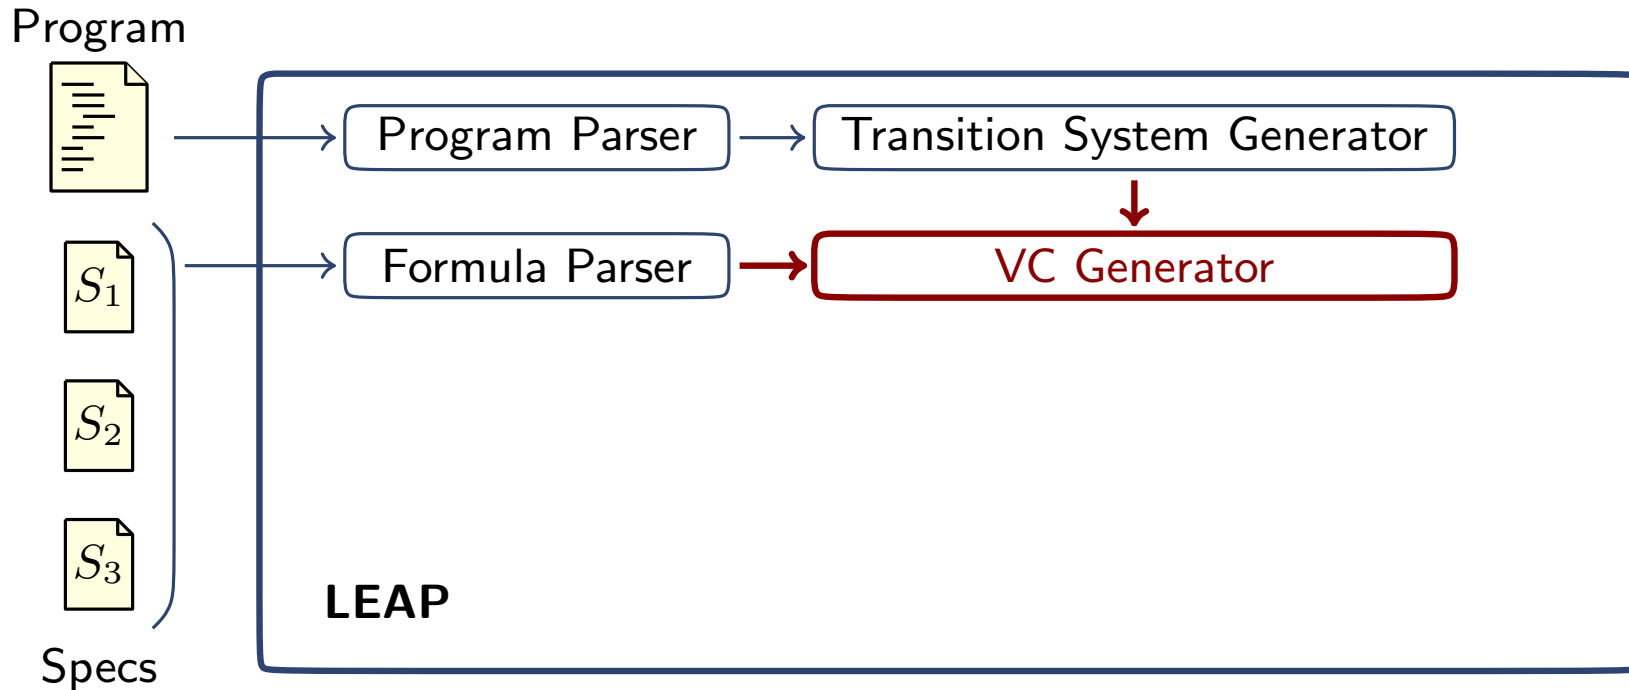 Program
Program Parser
Transition System Generator
Formula Parser
VC Generator
S1
S2
S3
LEAP
Specs